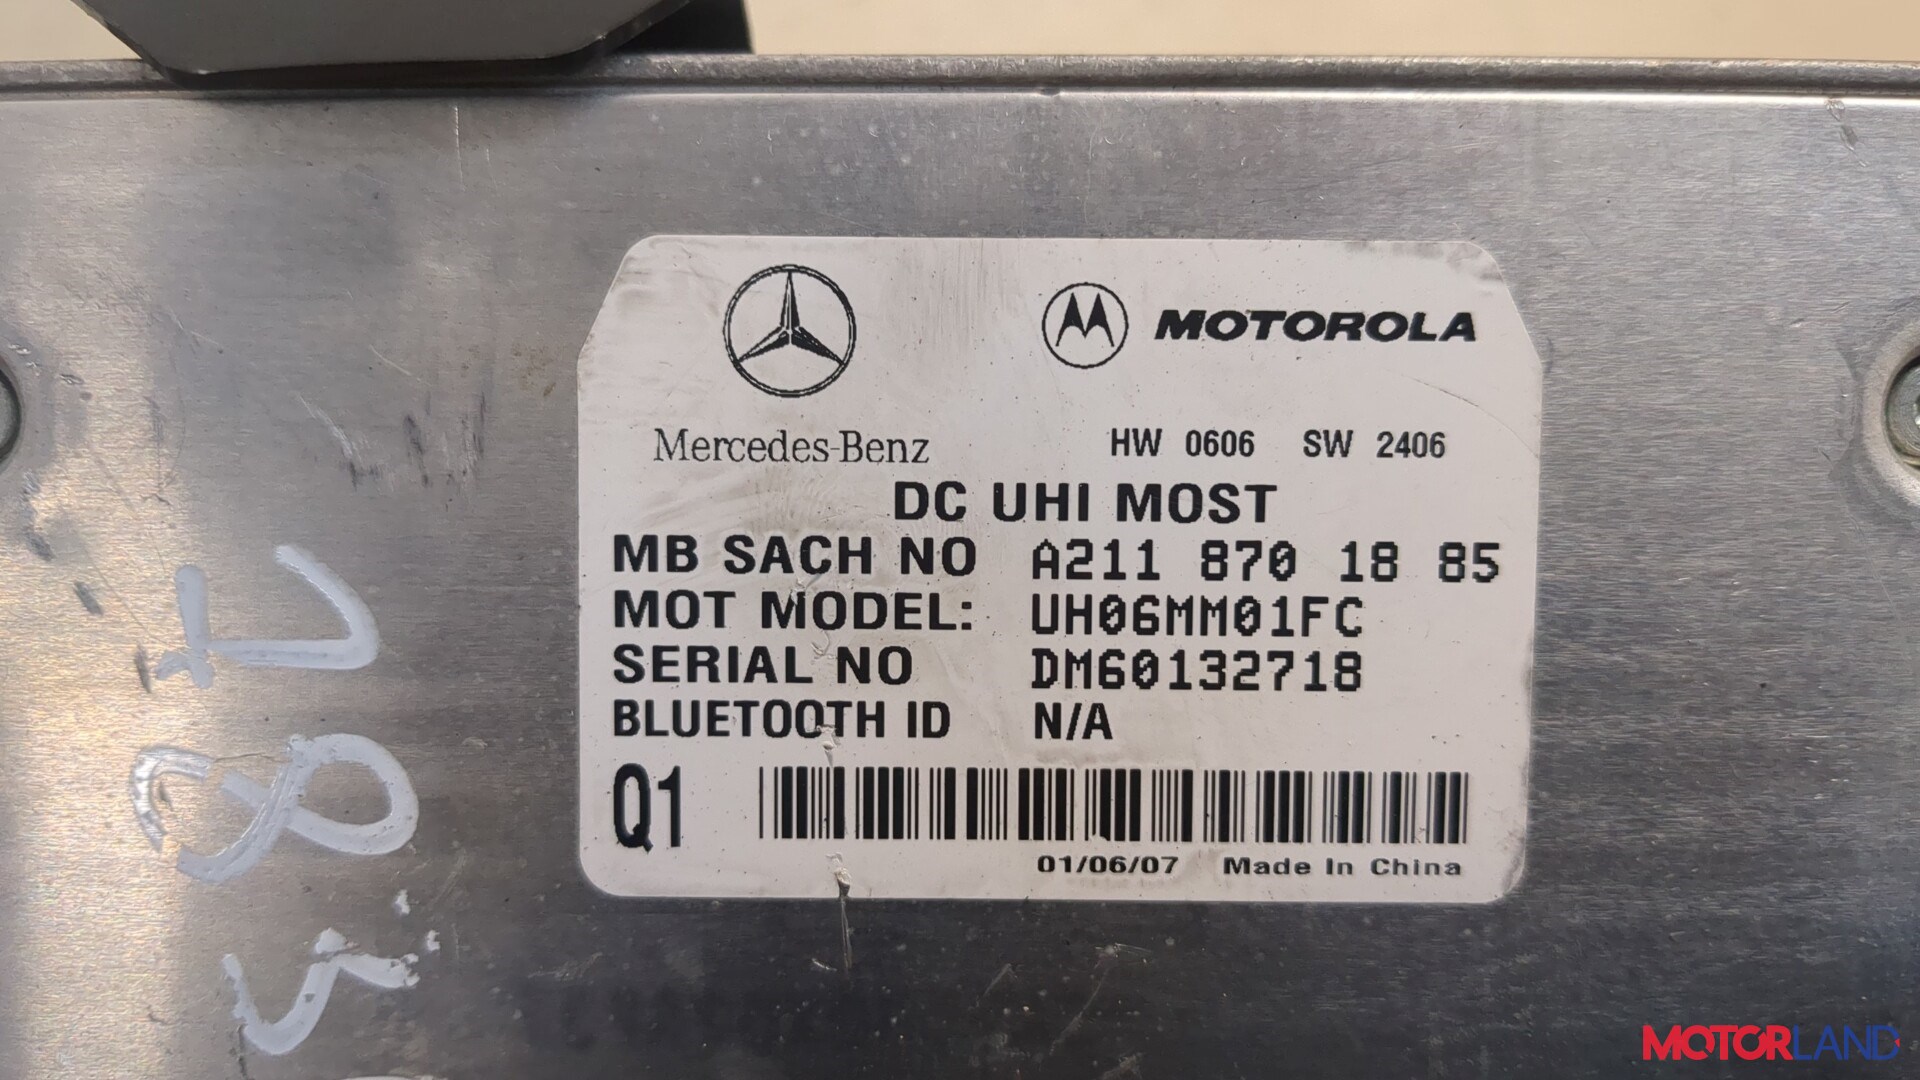 MOTOROLA
Mercedes-Benz
HW 0606 SW 2406
DC UHI MOST
MB SACH NO A211 870 18 85
MOT MODEL: UH06MM01FC
SERIAL NO DM60132718
BLUETOOTH ID N/A
Q1
01/06/07 Made In China
MOTORLAND